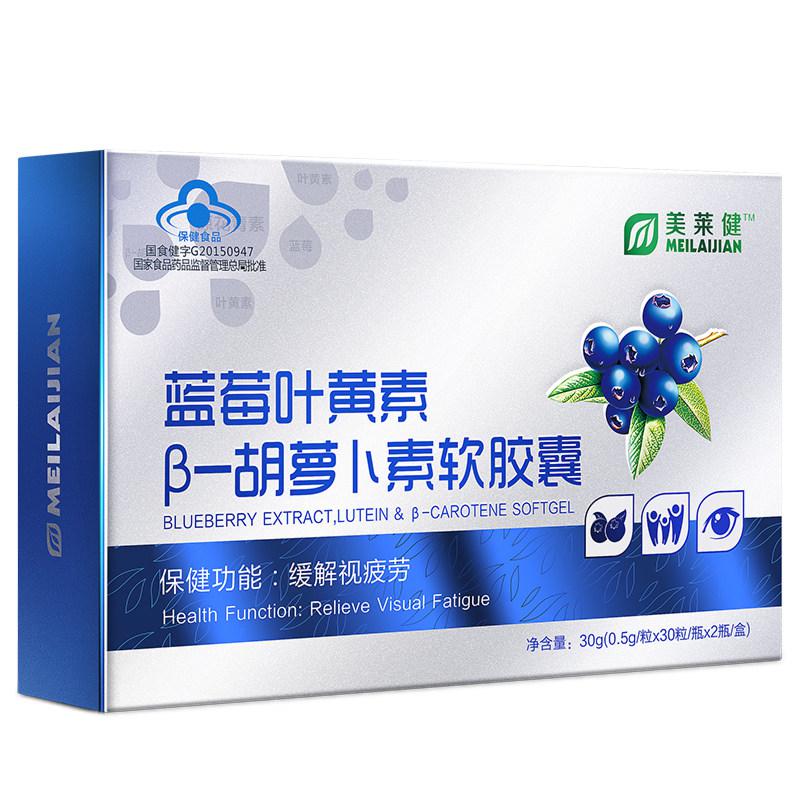 叶黄素
蓝莓
叶黄素
保健食品
国食健字G20150947
国家食品药品监督管理总局批准
美莱健™
MEILAIJIAN
MEILAIJIAN
蓝莓叶黄素
β-胡萝卜素软胶囊
BLUEBERRY EXTRACT,LUTEIN & β-CAROTENE SOFTGEL
保健功能：缓解视疲劳
Health Function: Relieve Visual Fatigue
净含量：30g(0.5g/粒x30粒/瓶x2瓶/盒)